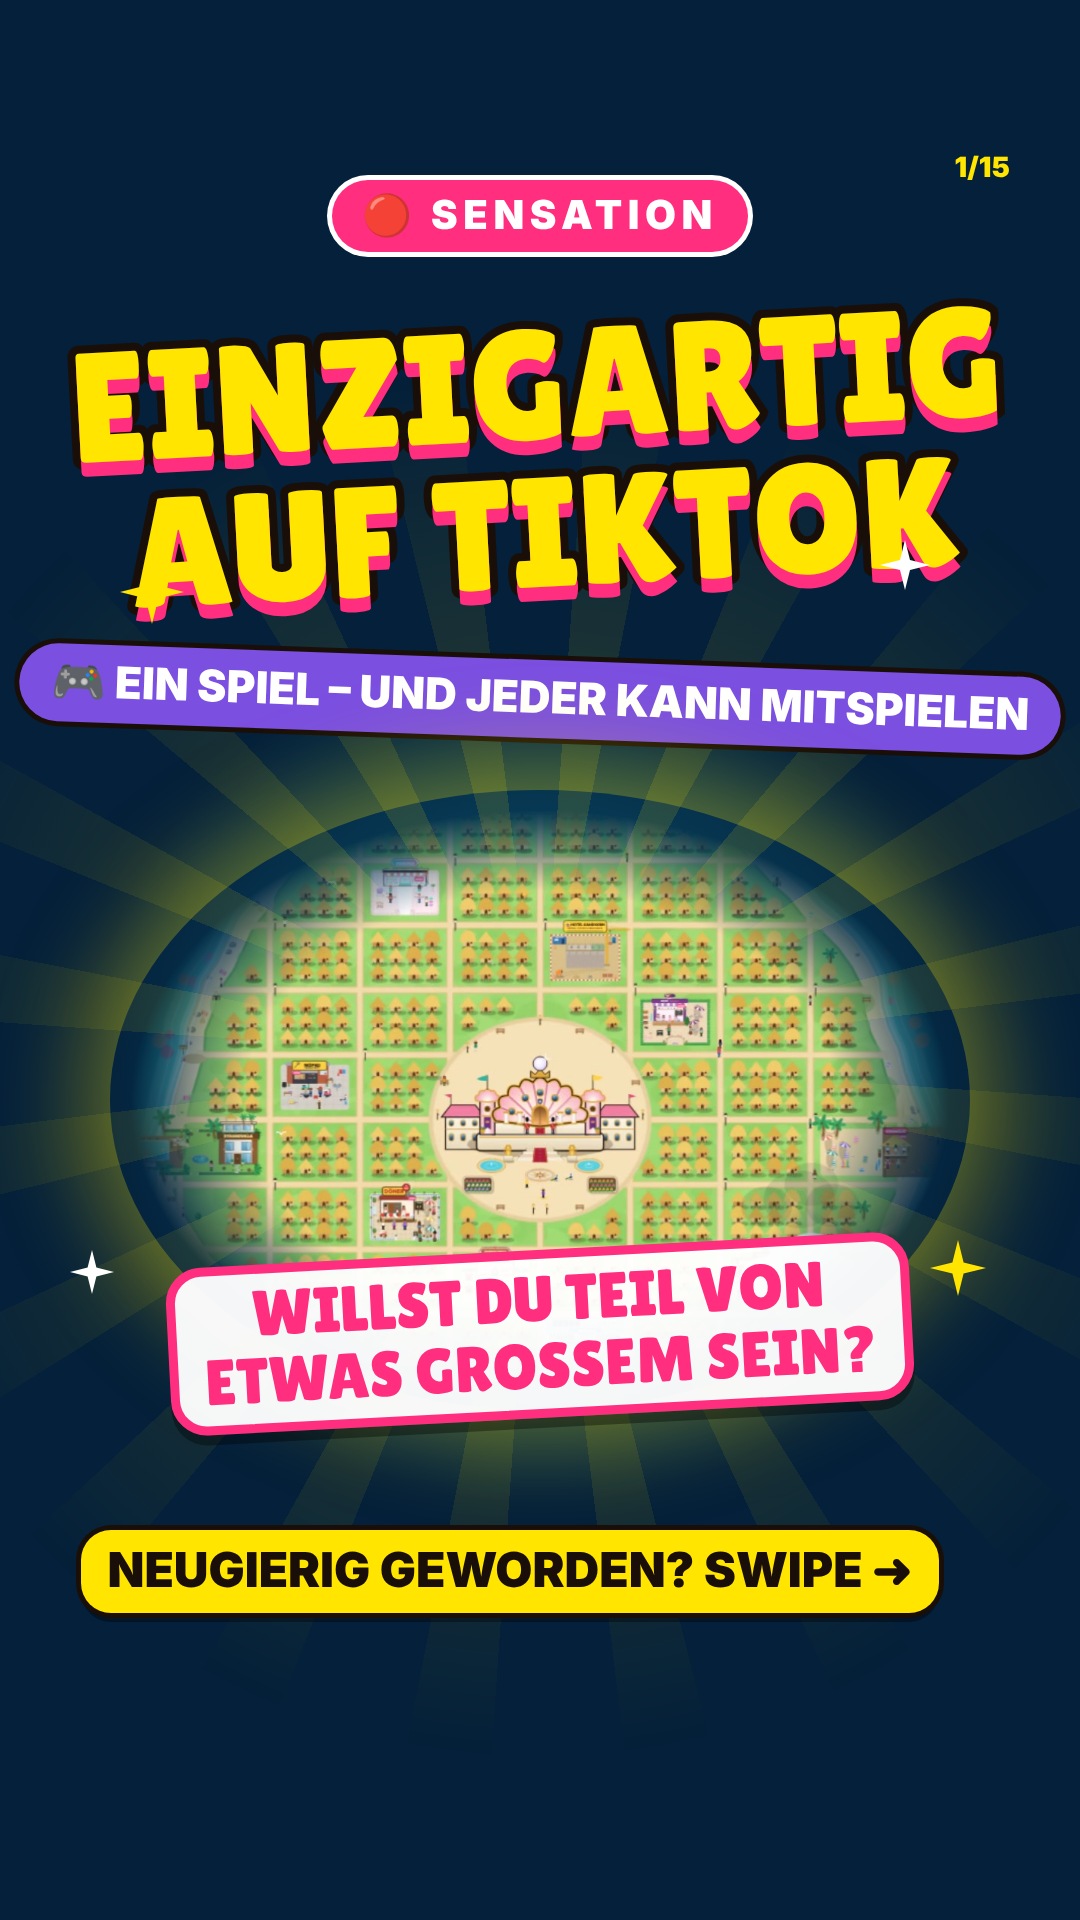 1/15
🔴 SENSATION
EINZIGARTIG
AUF TIKTOK
🎮 EIN SPIEL – UND JEDER KANN MITSPIELEN
DÖNER
WILLST DU TEIL VON
ETWAS GROSSEM SEIN?
NEUGIERIG GEWORDEN? SWIPE ➜